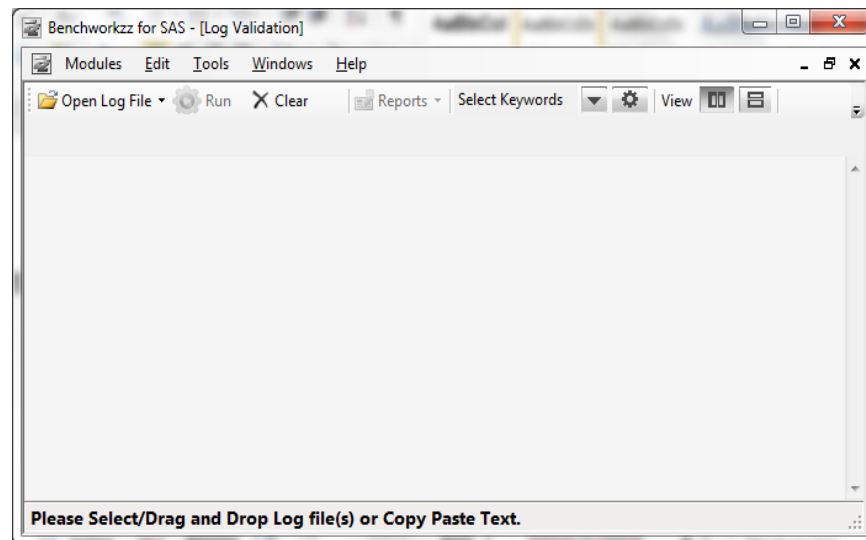 Benchworkzz for SAS - [Log Validation]
Modules Edit Tools Windows Help
Open Log File Run Clear Reports Select Keywords View
Please Select/Drag and Drop Log file(s) or Copy Paste Text.